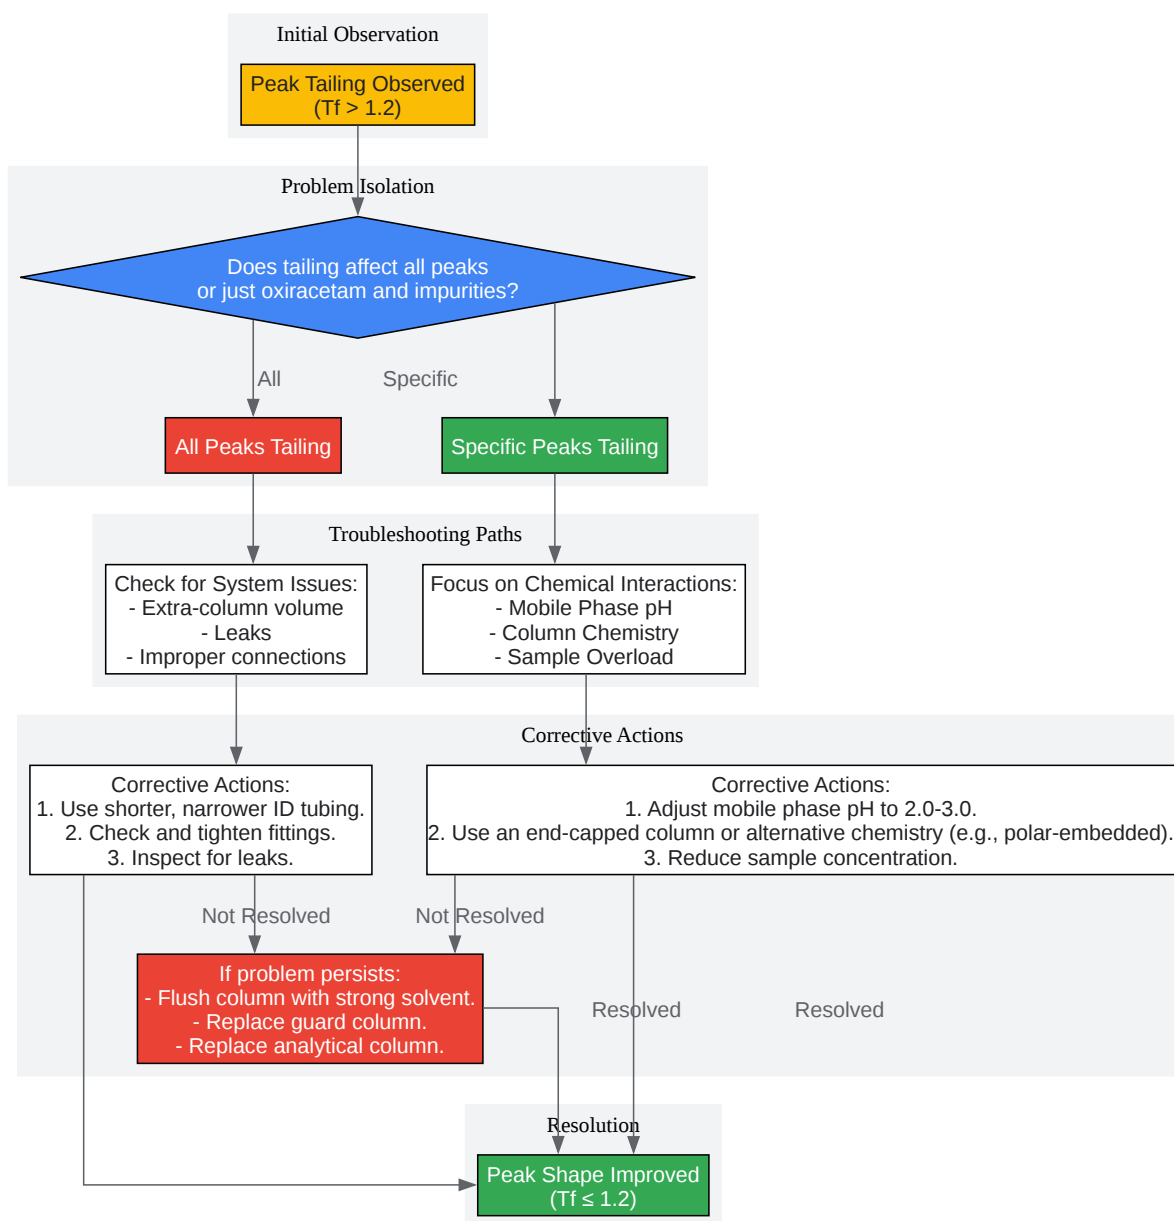 Initial Observation
Peak Tailing Observed
(Tf > 1.2)
Problem Isolation
Does tailing affect all peaks
or just oxiracetam and impurities?
All
Specific
All Peaks Tailing
Specific Peaks Tailing
Troubleshooting Paths
Check for System Issues:
- Extra-column volume
- Leaks
- Improper connections
Focus on Chemical Interactions:
- Mobile Phase pH
- Column Chemistry
- Sample Overload
Corrective Actions
Corrective Actions:
1. Use shorter, narrower ID tubing.
2. Check and tighten fittings.
3. Inspect for leaks.
Corrective Actions:
1. Adjust mobile phase pH to 2.0-3.0.
2. Use an end-capped column or alternative chemistry (e.g., polar-embedded).
3. Reduce sample concentration.
Not Resolved
Not Resolved
If problem persists:
- Flush column with strong solvent.
- Replace guard column.
- Replace analytical column.
Resolved
Resolved
Resolution
Peak Shape Improved
(Tf ≤ 1.2)